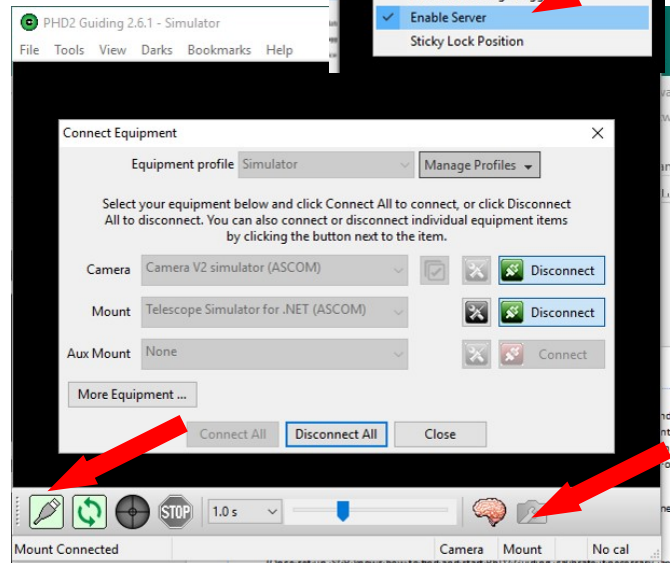 PHD2 Guiding 2.6.1 - Simulator
Enable Server
Sticky Lock Position
File Tools View Darks Bookmarks Help
Connect Equipment
Equipment profile Simulator Manage Profiles
Select your equipment below and click Connect All to connect, or click Disconnect
All to disconnect. You can also connect or disconnect individual equipment items
by clicking the button next to the item.
Camera Camera V2 simulator (ASCOM) Disconnect
Mount Telescope Simulator for .NET (ASCOM) Disconnect
Aux Mount None Connect
More Equipment ...
Connect All Disconnect All Close
STOP 1.0 s
Mount Connected Camera Mount No cal